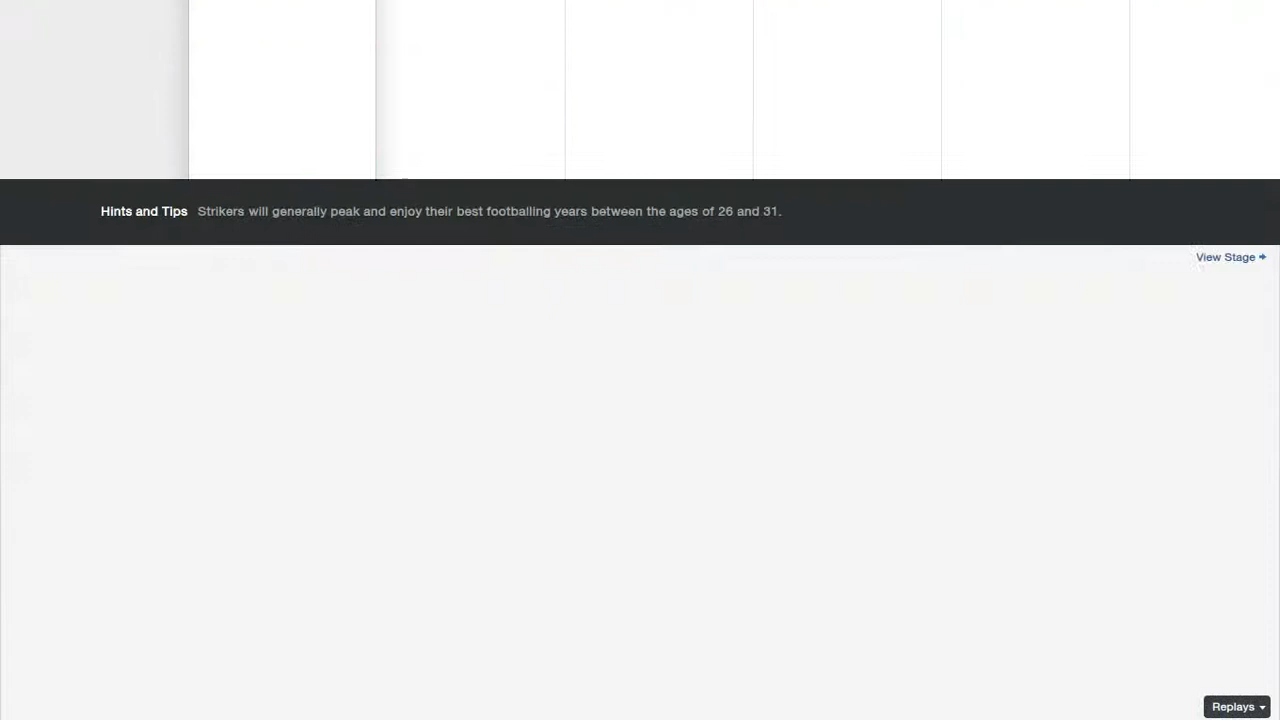 Hints and Tips Strikers will generally peak and enjoy their best footballing years between the ages of 26 and 31.
View Stage
Replays